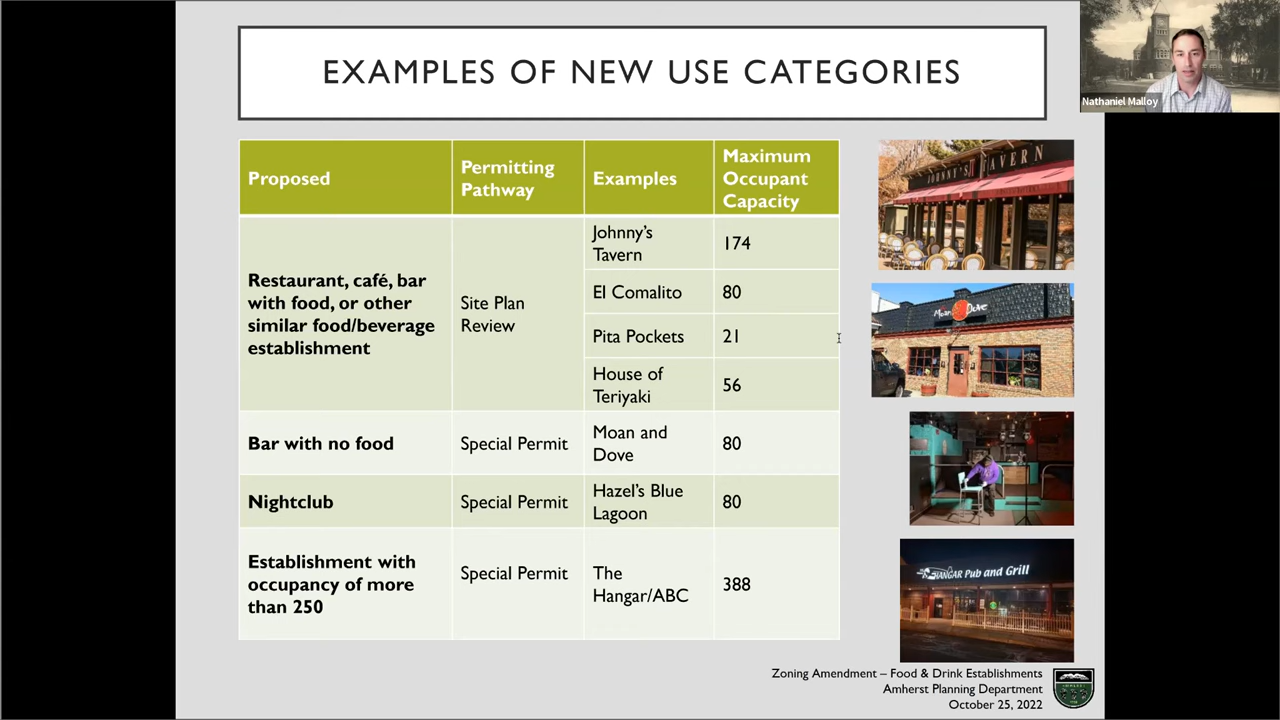 EXAMPLES OF NEW USE CATEGORIES
Nathaniel Malloy
Proposed
Permitting
Pathway
Examples
Maximum
Occupant
Capacity
Restaurant, café, bar
with food, or other
similar food/beverage
establishment
Site Plan
Review
Johnny's
Tavern
174
El Comalito
80
Pita Pockets
21
House of
Teriyaki
56
Bar with no food
Special Permit
Moan and
Dove
80
Nightclub
Special Permit
Hazel's Blue
Lagoon
80
Establishment with
occupancy of more
than 250
Special Permit
The
Hangar/ABC
388
JOHNNY'S TAVERN
Moan Dove
HANGAR Pub and Grill
Zoning Amendment – Food & Drink Establishments
Amherst Planning Department
October 25, 2022